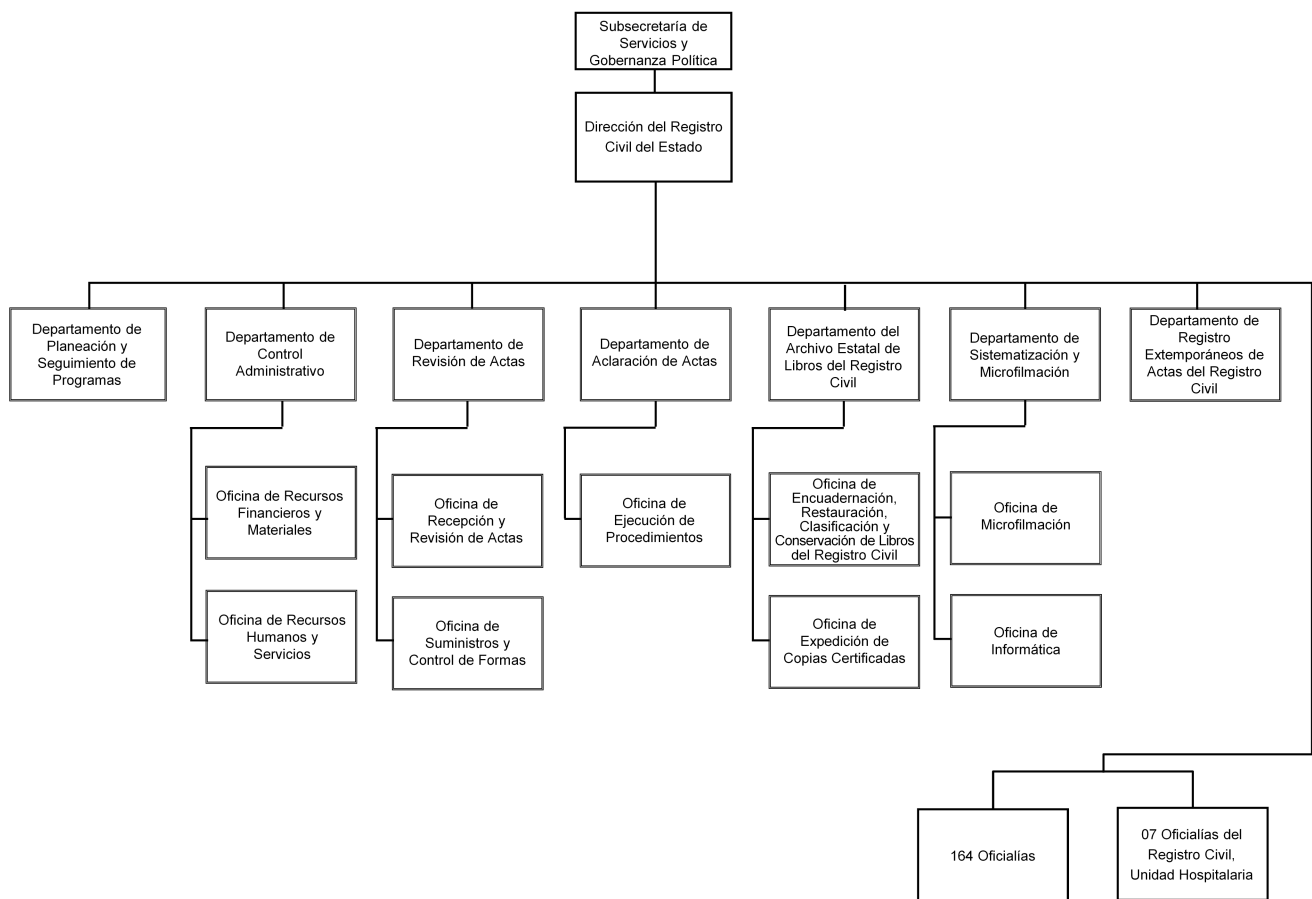 Subsecretaría de
Servicios y
Gobernanza Política
Dirección del Registro
Civil del Estado
Departamento de
Planeación y
Seguimiento de
Programas
Departamento de
Control
Administrativo
Departamento de
Revisión de Actas
Departamento de
Aclaración de Actas
Departamento del
Archivo Estatal de
Libros del Registro
Civil
Departamento de
Sistematización y
Microfilmación
Departamento de
Registro
Extemporáneos de
Actas del Registro
Civil
Oficina de Recursos
Financieros y
Materiales
Oficina de
Recepción y
Revisión de Actas
Oficina de
Ejecución de
Procedimientos
Oficina de
Encuadernación,
Restauración,
Clasificación y
Conservación de Libros
del Registro Civil
Oficina de
Microfilmación
Oficina de Recursos
Humanos y
Servicios
Oficina de
Suministros y
Control de Formas
Oficina de
Expedición de
Copias Certificadas
Oficina de
Informática
164 Oficialías
07 Oficialías del
Registro Civil,
Unidad Hospitalaria